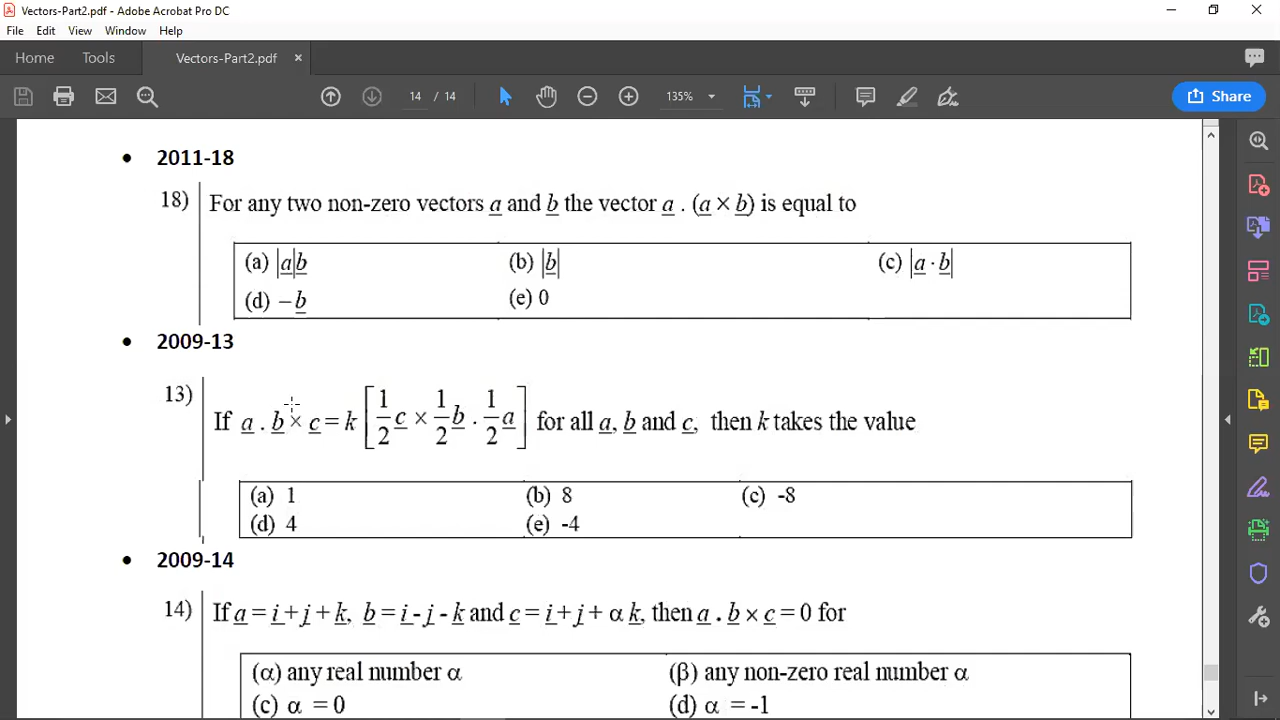 Vectors-Part2.pdf - Adobe Acrobat Pro DC
File Edit View Window Help
Home Tools Vectors-Part2.pdf ×
14 / 14 135% Share
• 2011-18
18) For any two non-zero vectors a and b the vector a . (a × b) is equal to
(a) |a|b (b) |b| (c) |a · b|
(d) −b (e) 0
• 2009-13
13) If a . b × c = k [1/2 c × 1/2 b . 1/2 a] for all a, b and c, then k takes the value
(a) 1 (b) 8 (c) -8
(d) 4 (e) -4
• 2009-14
14) If a = i + j + k, b = i - j - k and c = i + j + α k, then a . b × c = 0 for
(α) any real number α (β) any non-zero real number α
(c) α = 0 (d) α = -1